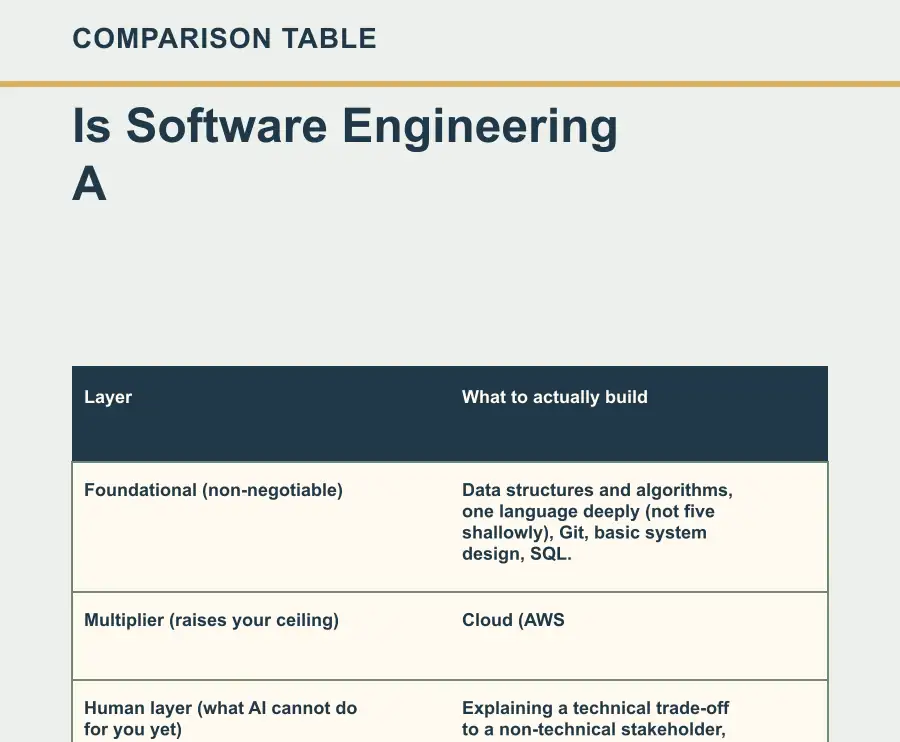 COMPARISON TABLE
Is Software Engineering
A
Layer
What to actually build
Foundational (non-negotiable)
Data structures and algorithms,
one language deeply (not five
shallowly), Git, basic system
design, SQL.
Multiplier (raises your ceiling)
Cloud (AWS
Human layer (what AI cannot do
for you yet)
Explaining a technical trade-off
to a non-technical stakeholder,